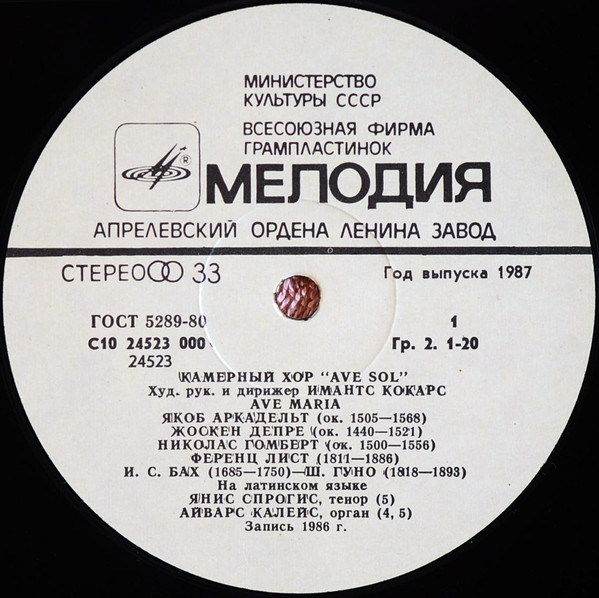 МИНИСТЕРСТВО
КУЛЬТУРЫ СССР
ВСЕСОЮЗНАЯ ФИРМА
ГРАМПЛАСТИНОК
®
МЕЛОДИЯ
АПРЕЛЕВСКИЙ ОРДЕНА ЛЕНИНА ЗАВОД
СТЕРЕО 33
Год выпуска 1987
ГОСТ 5289-80
1
С10 24523 000
Гр. 2. 1-20
24523
КАМЕРНЫЙ ХОР "AVE SOL"
Худ. рук. и дирижер ИМАНТС КОКАРС
AVE MARIA
ЯКОБ АРКАДЕЛЬТ (ок. 1505—1568)
ЖОСКЕН ДЕПРЕ (ок. 1440—1521)
НИКОЛАС ГОМБЕРТ (ок. 1500—1556)
ФЕРЕНЦ ЛИСТ (1811—1886)
И. С. БАХ (1685—1750)—Ш. ГУНО (1818—1893)
На латинском языке
ЯНИС СПРОГИС, тенор (5)
АЙВАРС КАЛЕЙС, орган (4, 5)
Запись 1986 г.